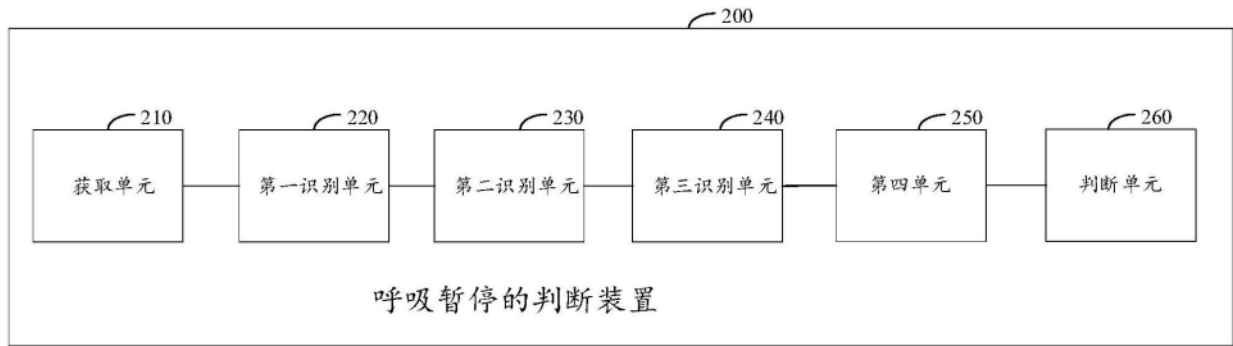 200
210 220 230 240 250 260
获取单元 第一识别单元 第二识别单元 第三识别单元 第四单元 判断单元
呼吸暂停的判断装置